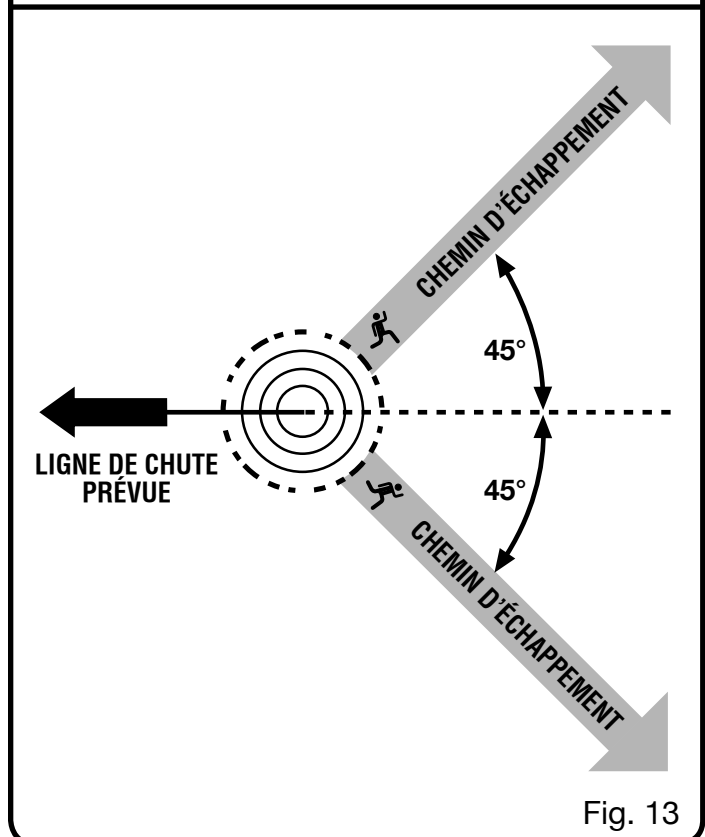 CHEMIN D'ÉCHAPPEMENT
45°
LIGNE DE CHUTE
PRÉVUE
45°
CHEMIN D'ÉCHAPPEMENT
Fig. 13